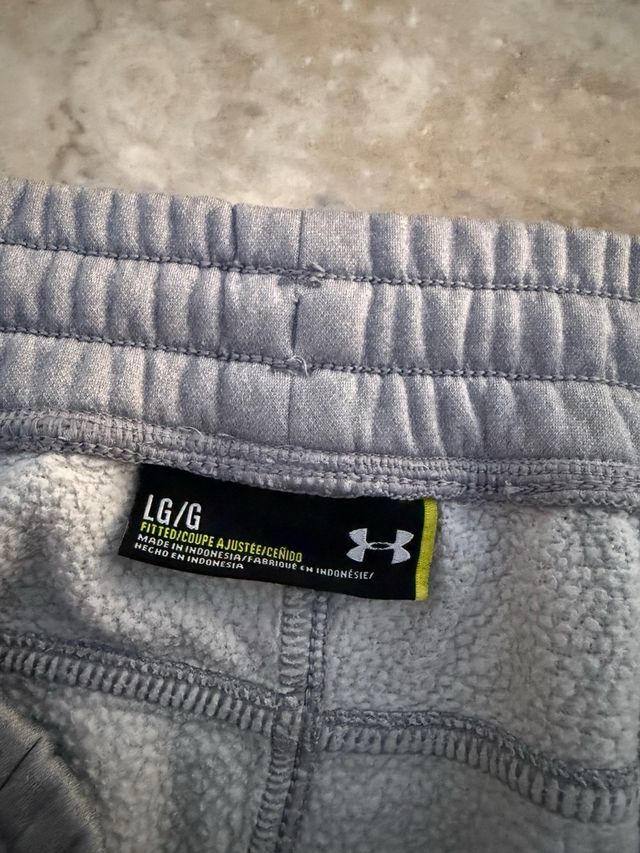 LG/G
FITTED/COUPE AJUSTÉE/CEÑIDO
MADE IN INDONESIA/FABRIQUÉ EN INDONÉSIE/
HECHO EN INDONESIA